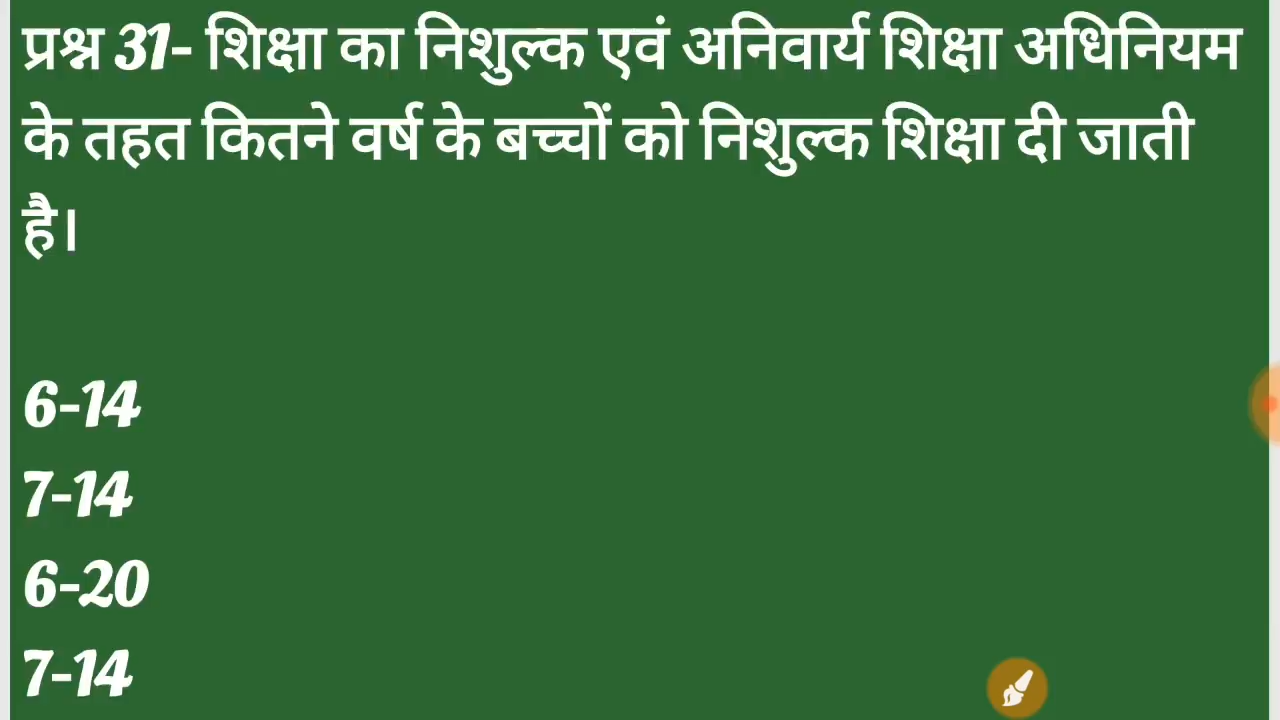 प्रश्न 31- शिक्षा का निशुल्क एवं अनिवार्य शिक्षा अधिनियम
के तहत कितने वर्ष के बच्चों को निशुल्क शिक्षा दी जाती
है।
6-14
7-14
6-20
7-14